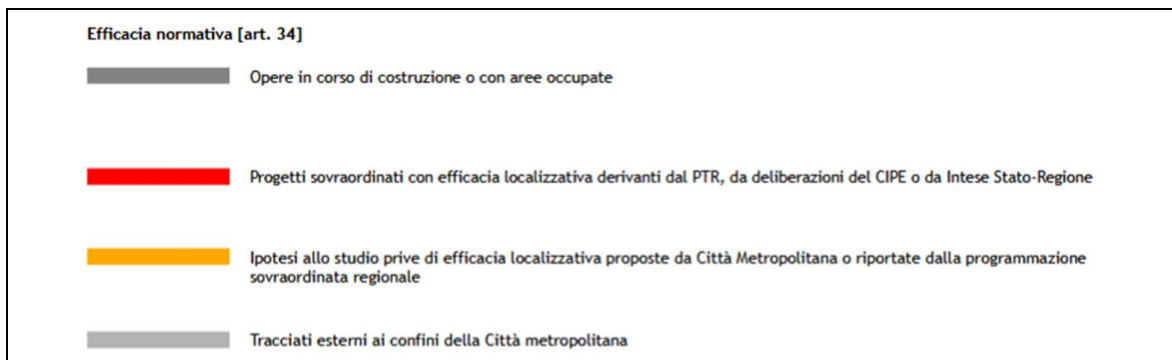 Efficacia normativa [art. 34]
Opere in corso di costruzione o con aree occupate
Progetti sovraordinati con efficacia localizzativa derivanti dal PTR, da deliberazioni del CIPE o da Intese Stato-Regione
Ipotesi allo studio prive di efficacia localizzativa proposte da Città Metropolitana o riportate dalla programmazione
sovraordinata regionale
Tracciati esterni ai confini della Città metropolitana